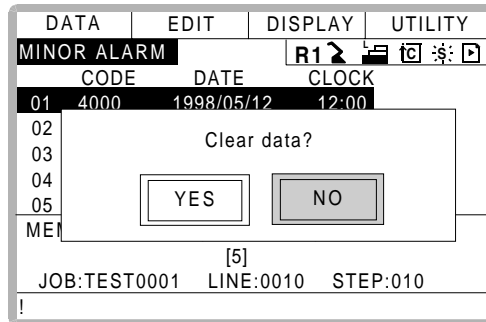 DATA EDIT DISPLAY UTILITY
MINOR ALARM R1 L C S
CODE DATE CLOCK
01 4000 1998/05/12 12:00
02
Clear data?
03
04
YES NO
05
[5]
JOB:TEST0001 LINE:0010 STEP:010
!